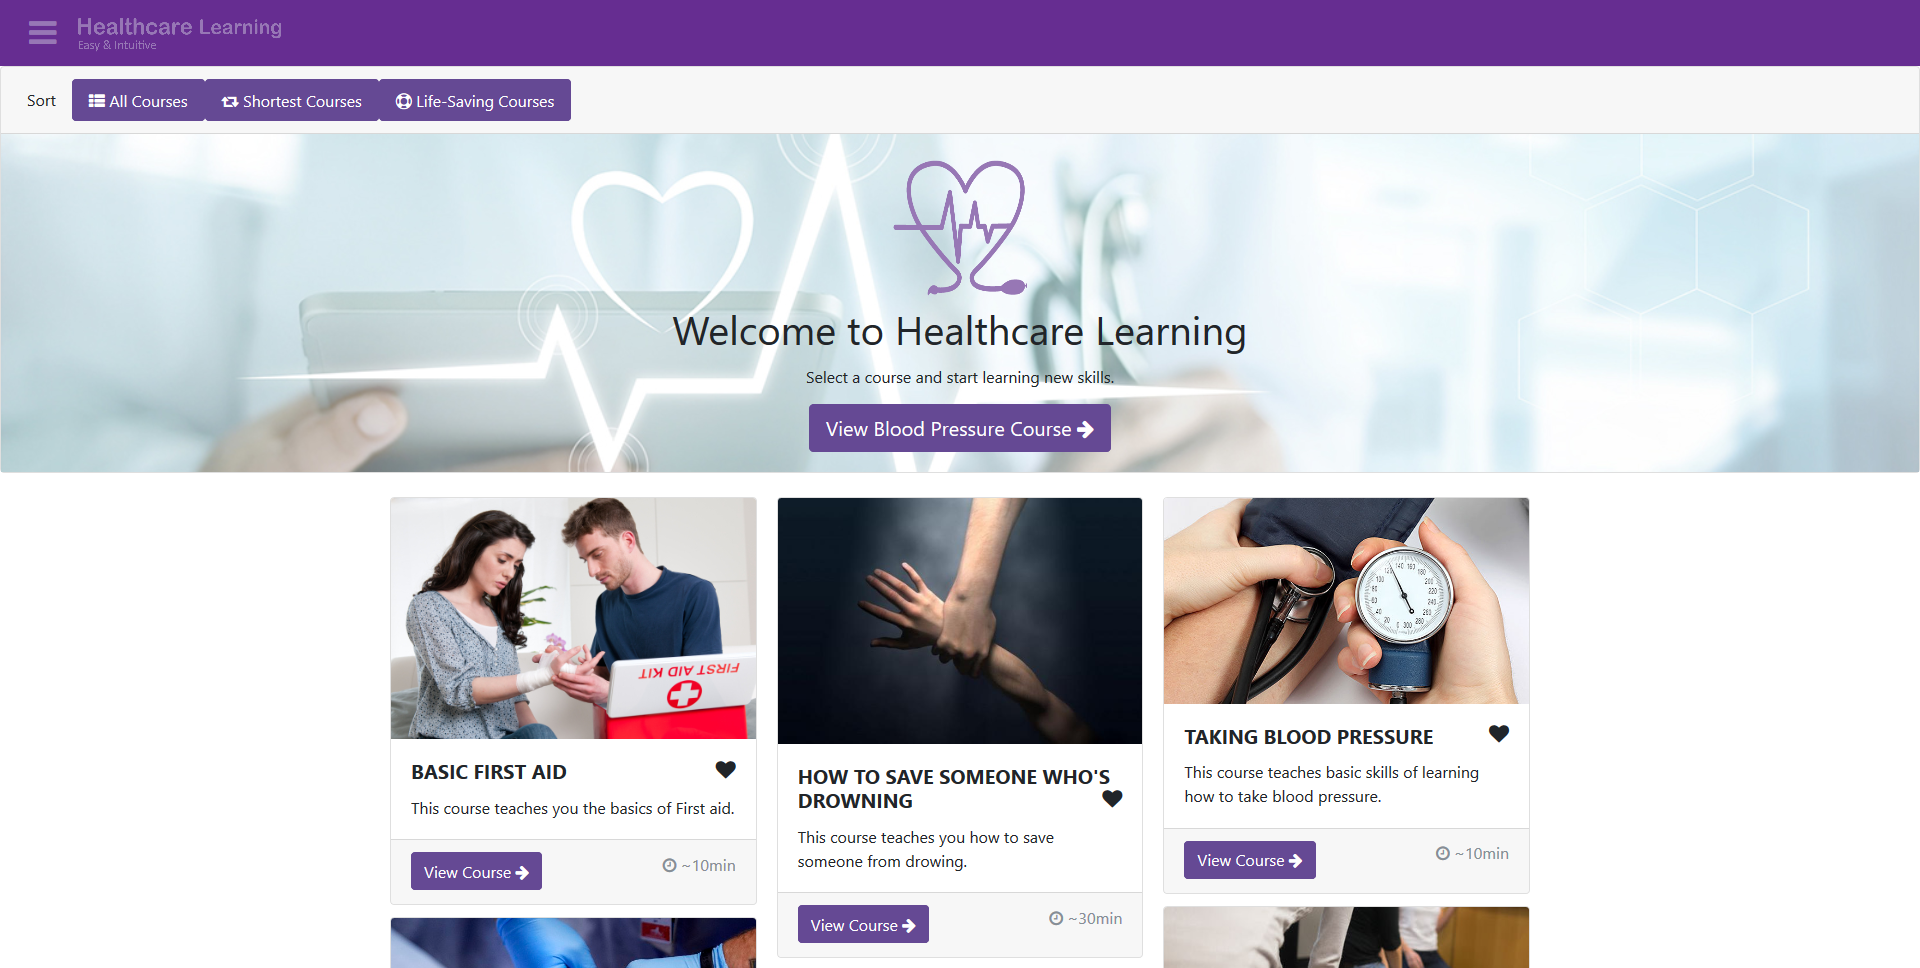 Healthcare Learning
Easy & Intuitive
Sort
All Courses
Shortest Courses
Life-Saving Courses
Welcome to Healthcare Learning
Select a course and start learning new skills.
View Blood Pressure Course
FIRST AID KIT
BASIC FIRST AID
This course teaches you the basics of First aid.
View Course
~10min
HOW TO SAVE SOMEONE WHO'S
DROWNING
This course teaches you how to save
someone from drowing.
View Course
~30min
TAKING BLOOD PRESSURE
This course teaches basic skills of learning
how to take blood pressure.
View Course
~10min